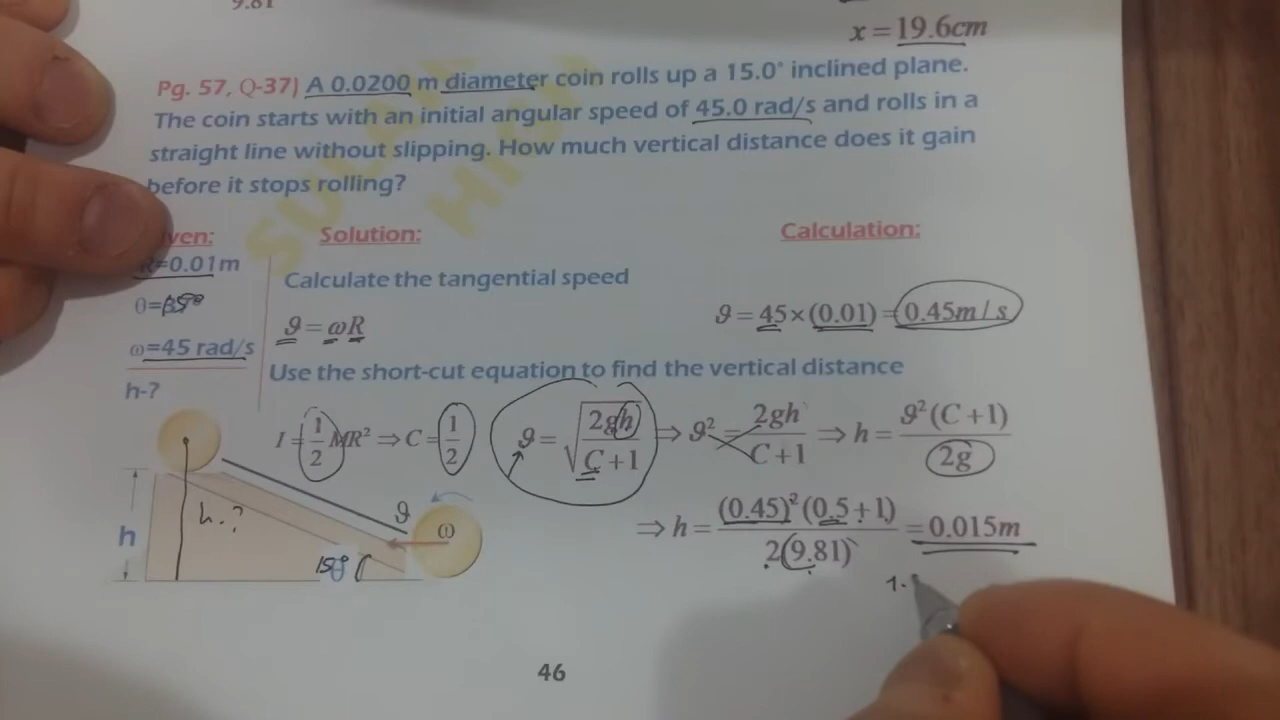 9.81
x = 19.6cm
Pg. 57, Q-37) A 0.0200 m diameter coin rolls up a 15.0° inclined plane.
The coin starts with an initial angular speed of 45.0 rad/s and rolls in a
straight line without slipping. How much vertical distance does it gain
before it stops rolling?
ven: Solution: Calculation:
R=0.01m
Calculate the tangential speed
θ=15°
ϑ = ωR
ϑ = 45×(0.01) = 0.45m/s
ω=45 rad/s
Use the short-cut equation to find the vertical distance
h-?
I = 1/2 MR² ⇒ C = 1/2 ϑ = √(2gh/(C+1)) ⇒ ϑ² = 2gh/(C+1) ⇒ h = ϑ²(C+1)/2g
⇒ h = (0.45)²(0.5+1)/2(9.81) = 0.015m
h
h.?
ϑ
ω
15°
θ
1.
46